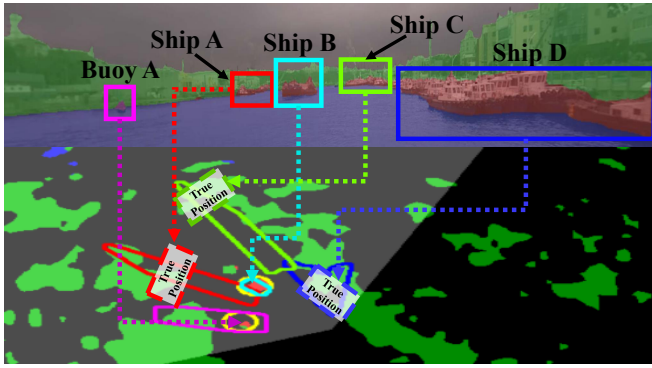 Ship A
Ship B
Ship C
Ship D
Buoy A
True
Position
True
Position
True
Position